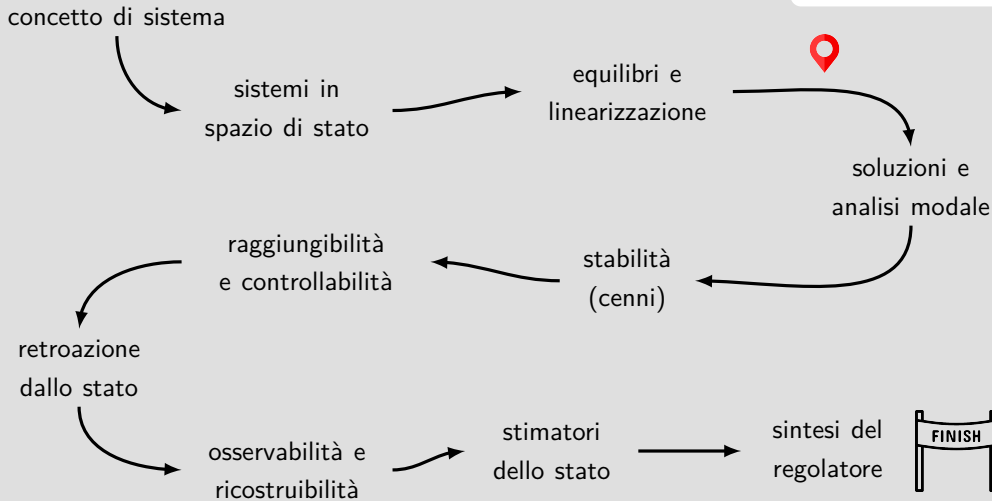 concetto di sistema
sistemi in
spazio di stato
equilibri e
linearizzazione
soluzioni e
analisi modale
stabilità
(cenni)
raggiungibilità
e controllabilità
retroazione
dallo stato
osservabilità e
ricostruibilità
stimatori
dello stato
sintesi del
regolatore
FINISH